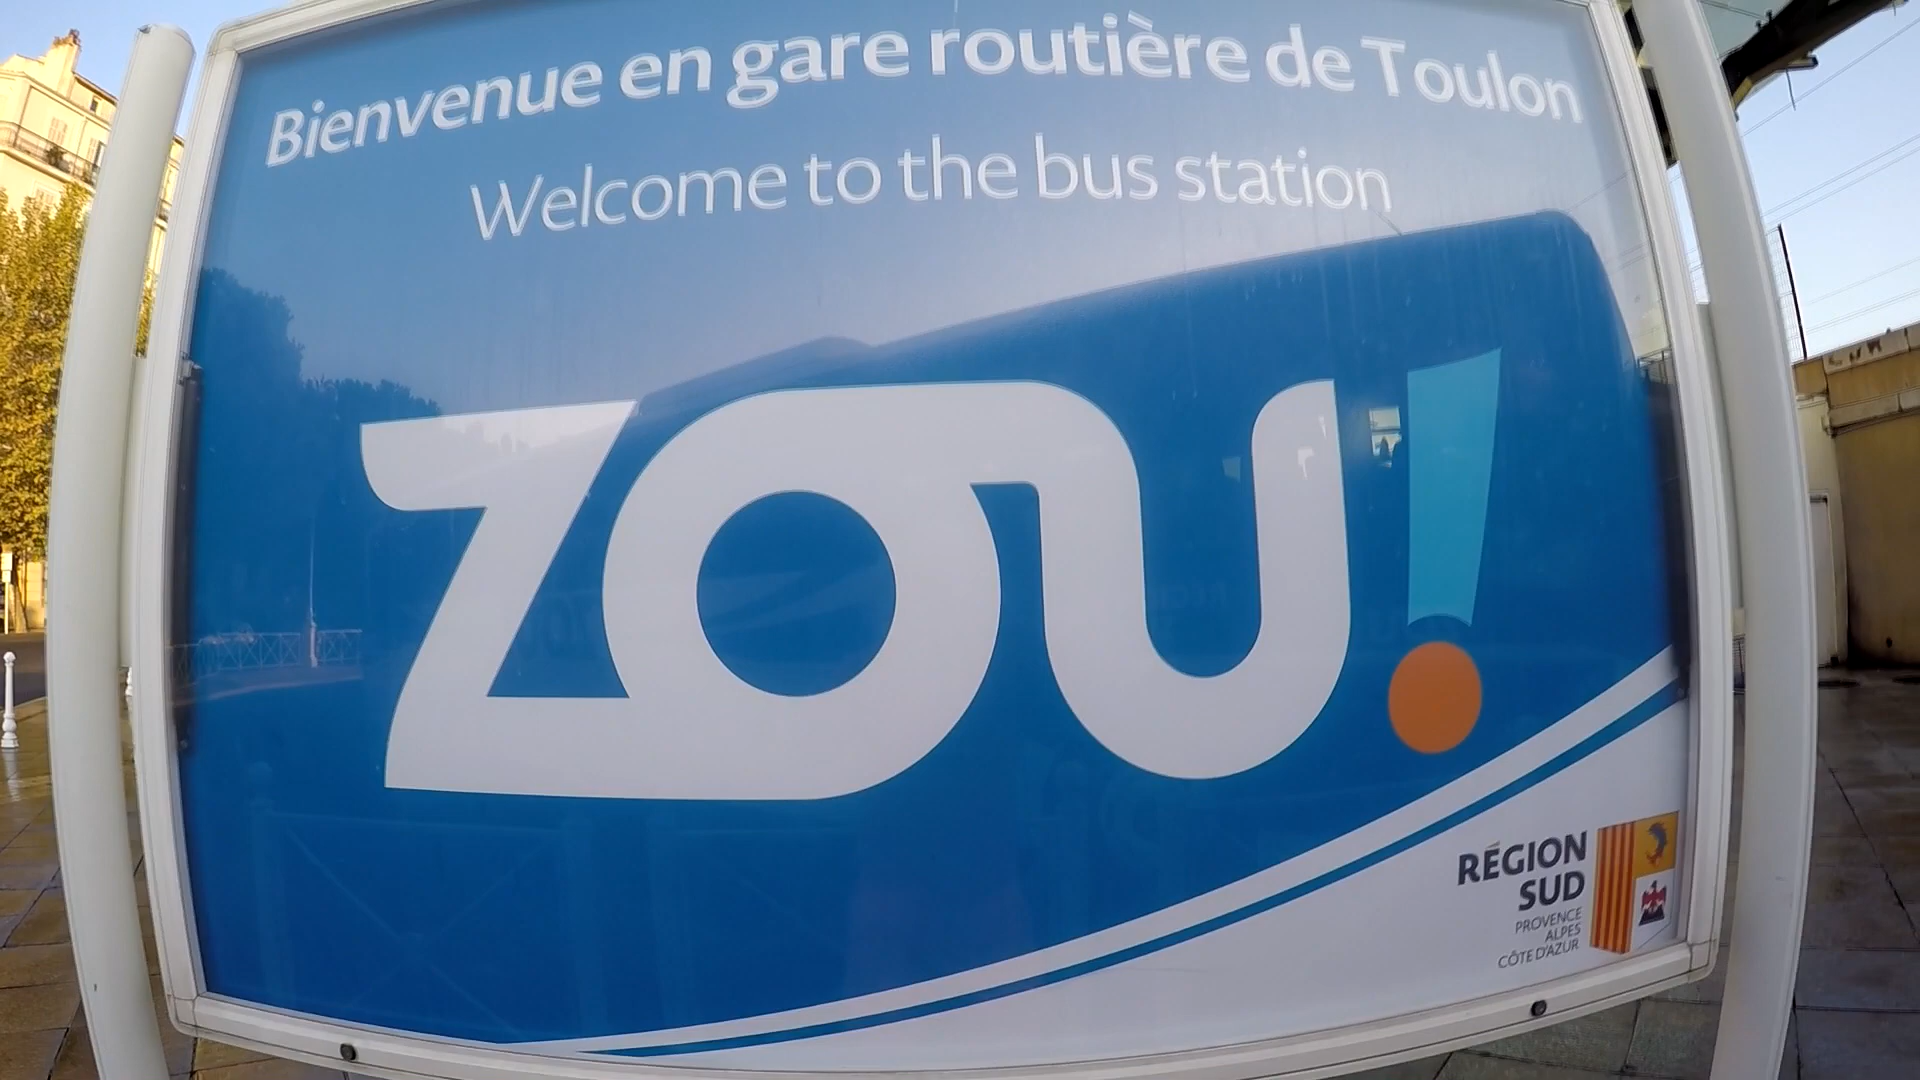 Bienvenue en gare routière de Toulon
Welcome to the bus station
ZOU!
RÉGION
SUD
PROVENCE
ALPES
CÔTE D'AZUR